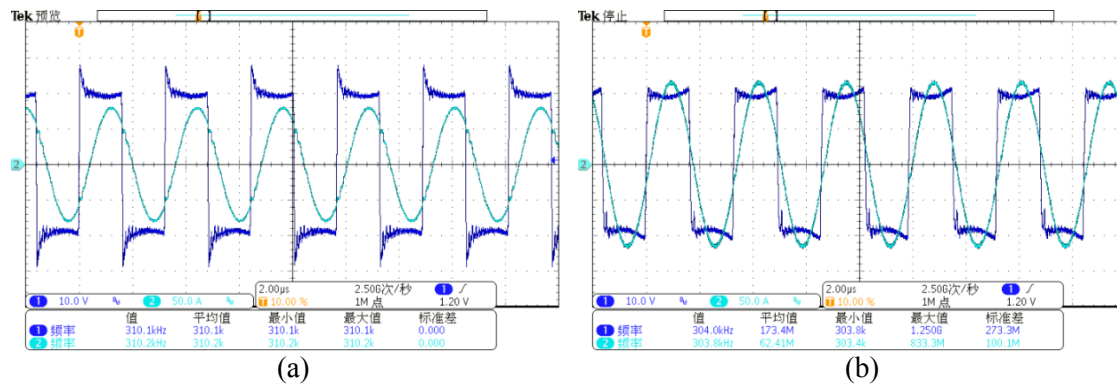 Tek 预览
T
2
1 10.0 V 2 50.0 A
2.00µs 2.50G次/秒 1
T 10.00 % 1M 点 1.20 V
值 平均值 最小值 最大值 标准差
1 频率 310.1kHz 310.1k 310.1k 310.1k 0.000
2 频率 310.2kHz 310.2k 310.2k 310.2k 0.000
(a)
Tek 停止
T
2
1 10.0 V 2 50.0 A
2.00µs 2.50G次/秒 1
T 10.00 % 1M 点 1.20 V
值 平均值 最小值 最大值 标准差
1 频率 304.0kHz 173.4M 303.8k 1.250G 273.3M
2 频率 303.8kHz 62.41M 303.4k 833.3M 100.1M
(b)